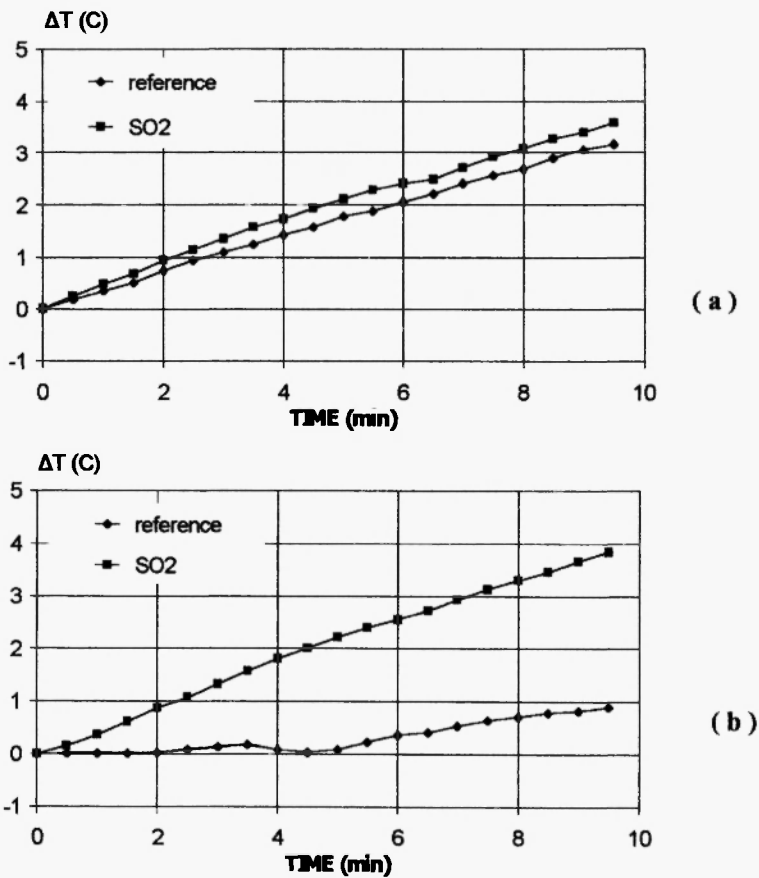 ΔT (C)
5
4
3
2
1
0
-1
reference
SO2
0 2 4 6 8 10
TIME (min)
( a )
ΔT (C)
5
4
3
2
1
0
-1
reference
SO2
0 2 4 6 8 10
TIME (min)
( b )